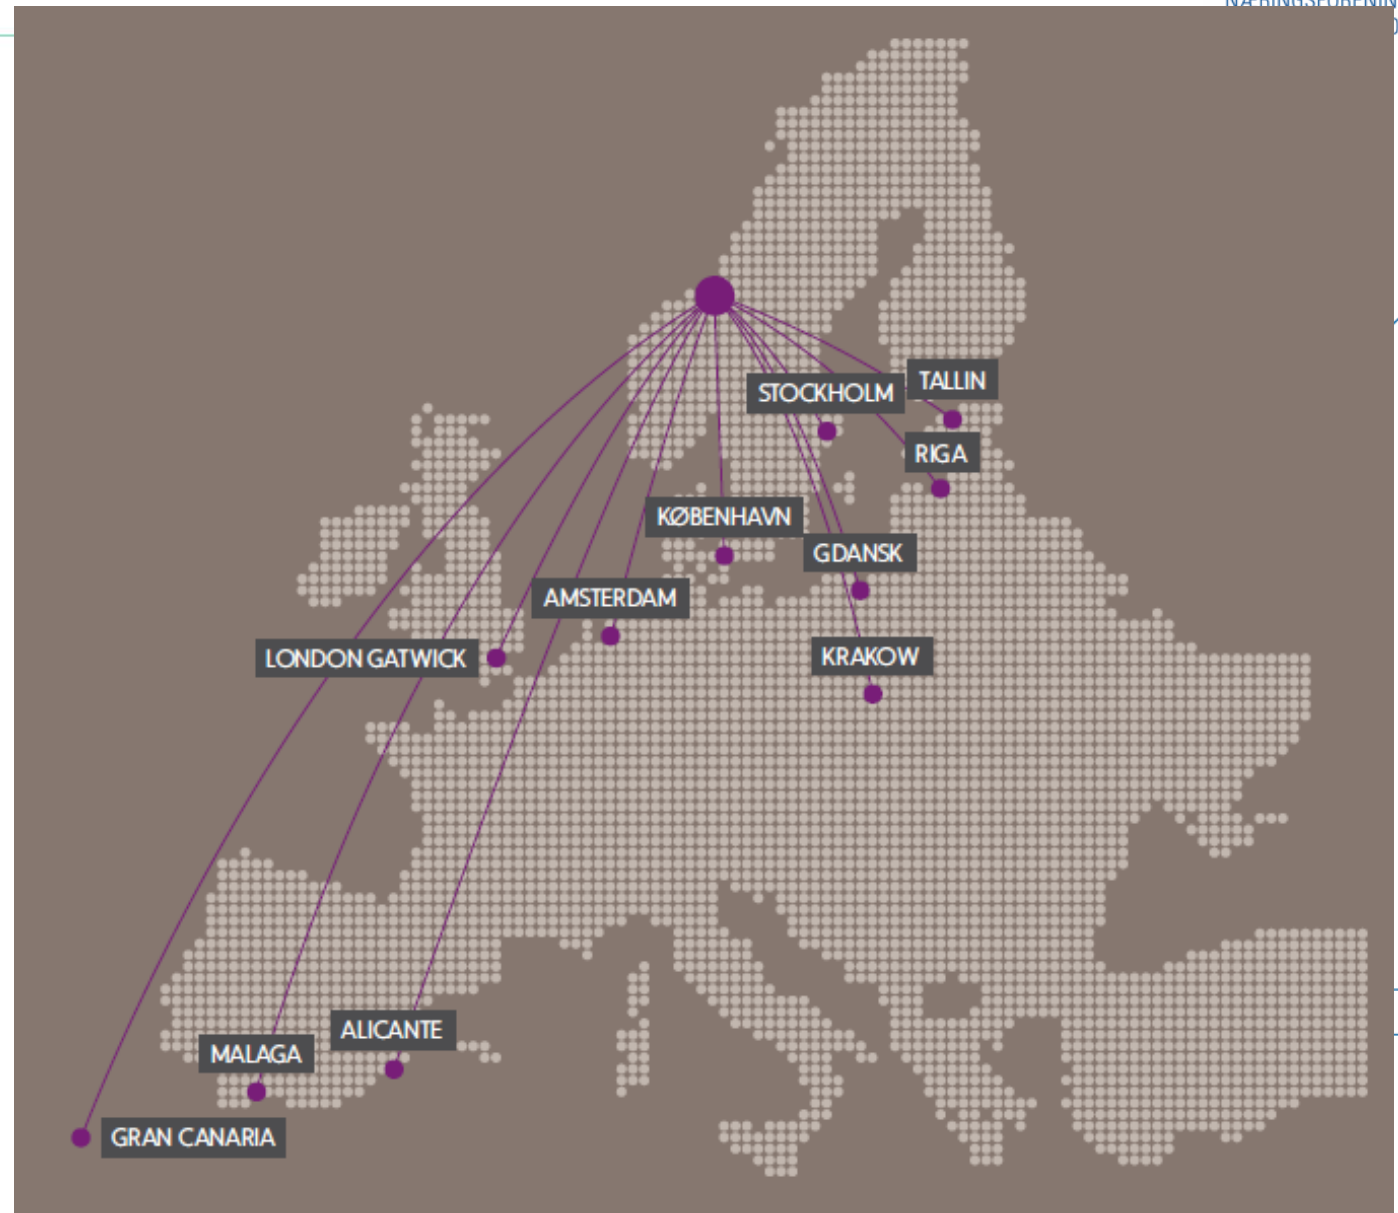 TALLIN
STOCKHOLM
RIGA
KØBENHAVN
GDANSK
AMSTERDAM
LONDON GATWICK
KRAKOW
ALICANTE
MALAGA
GRAN CANARIA